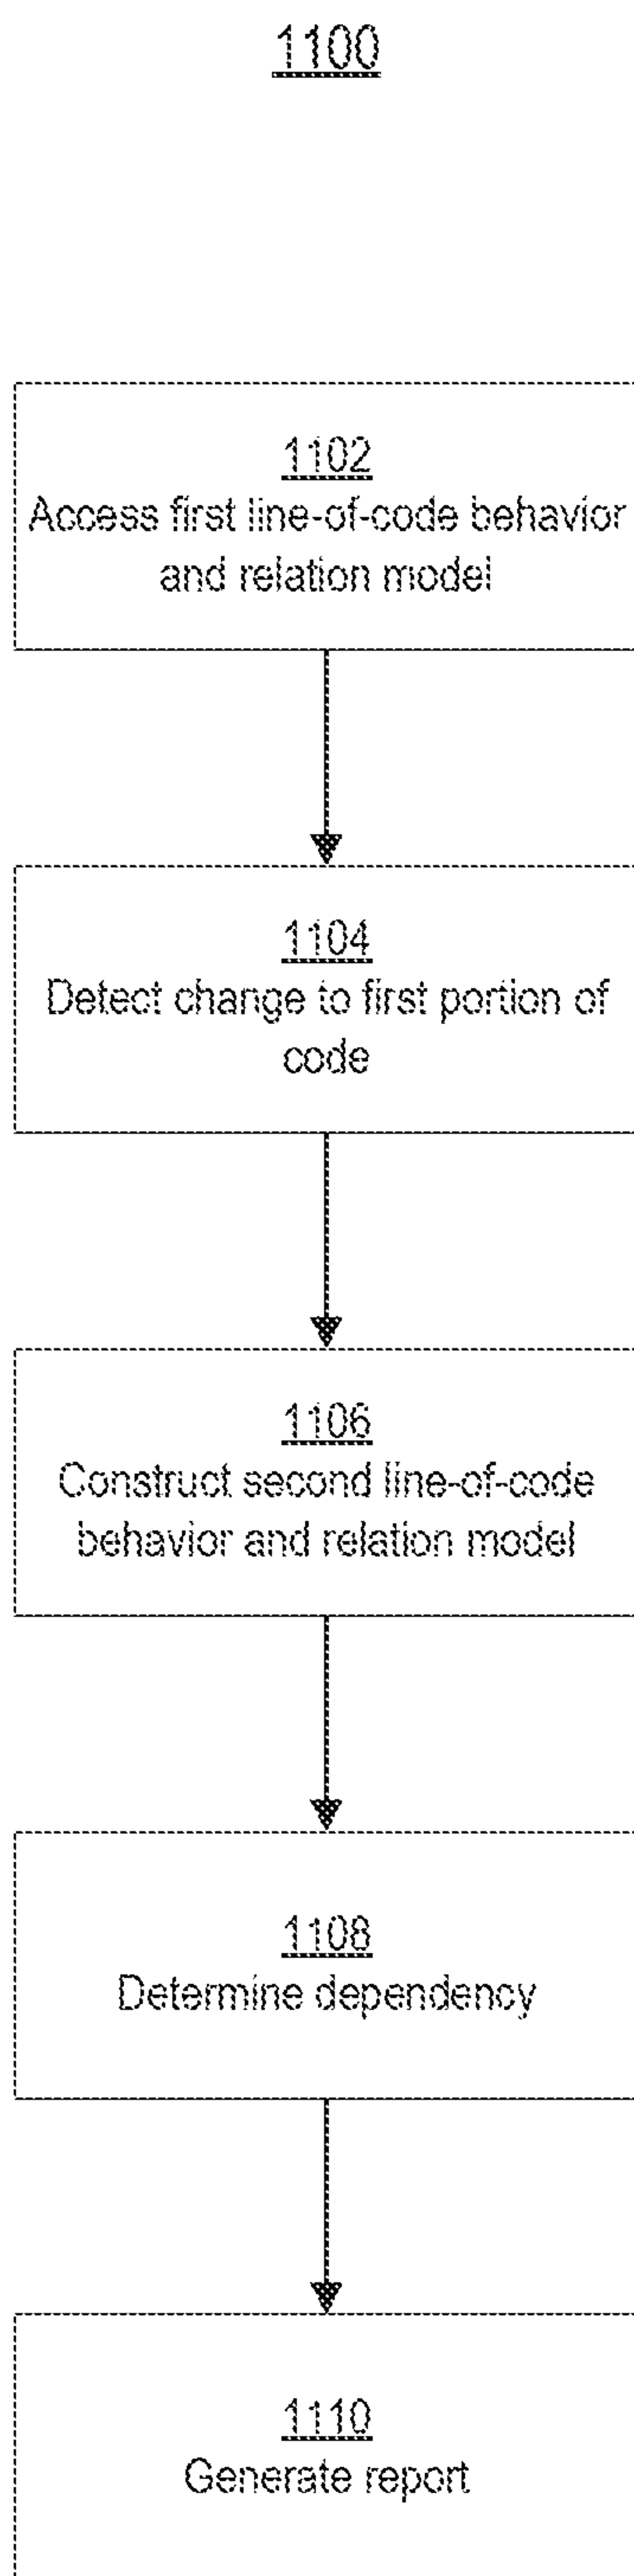 1100
1102
Access first line-of-code behavior
and relation model
1104
Detect change to first portion of
code
1106
Construct second line-of-code
behavior and relation model
1108
Determine dependency
1110
Generate report